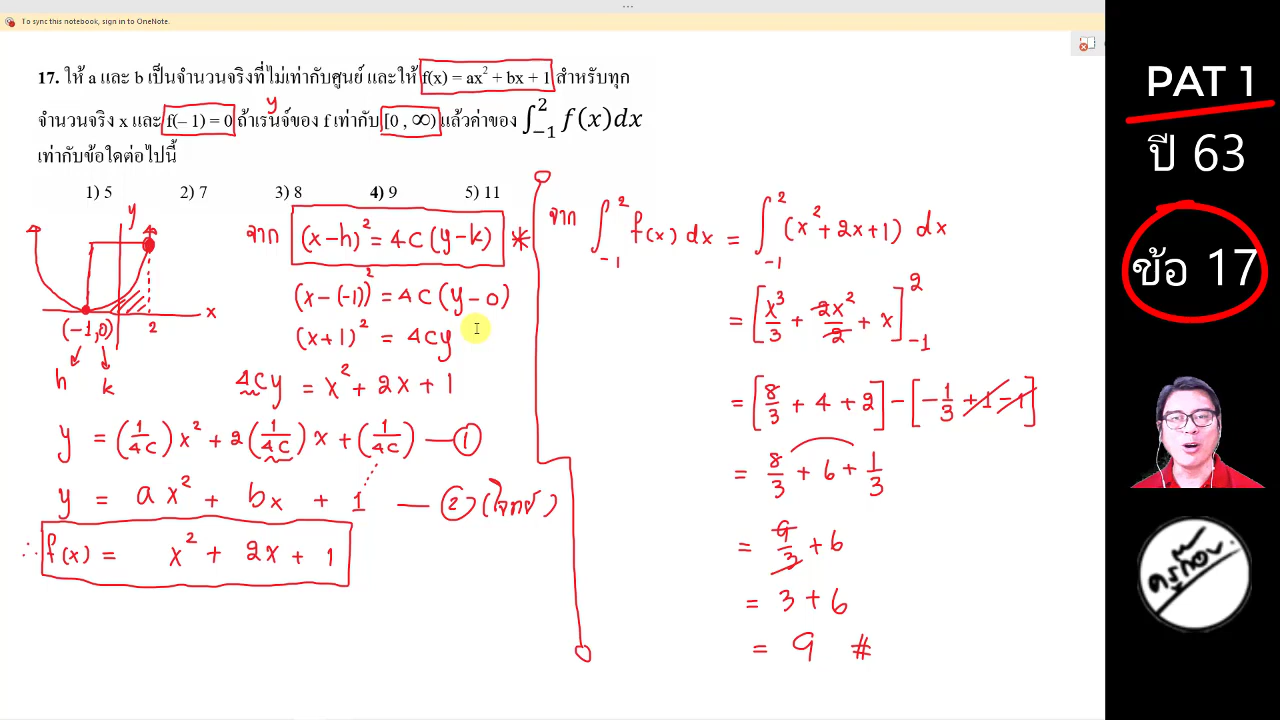 To sync this notebook, sign in to OneNote.
17. ให้ a และ b เป็นจำนวนจริงที่ไม่เท่ากับศูนย์ และให้ f(x) = ax² + bx + 1 สำหรับทุก
y
จำนวนจริง x และ f(– 1) = 0 ถ้าเรนจ์ของ f เท่ากับ [0 , ∞) แล้วค่าของ ∫₋₁² f(x)dx
เท่ากับข้อใดต่อไปนี้
1) 5 2) 7 3) 8 4) 9 5) 11
y
x
2
(-1,0)
h k
จาก (x-h)² = 4C(y-k) *
(x-(-1))² = 4C(y-0)
(x+1)² = 4Cy
4Cy = x² + 2x + 1
y = (1/4C)x² + 2(1/4C)x + (1/4C) — ①
y = ax² + bx + 1 — ② (โจทย์)
∴ f(x) = x² + 2x + 1
จาก ∫₋₁² f(x) dx = ∫₋₁² (x² + 2x + 1) dx
= [x³/3 + 2x²/2 + x]₋₁²
= [8/3 + 4 + 2] - [-1/3 + 1 - 1]
= 8/3 + 6 + 1/3
= 9/3 + 6
= 3 + 6
= 9 #
PAT 1
ปี 63
ข้อ 17
ครูก๊อบ